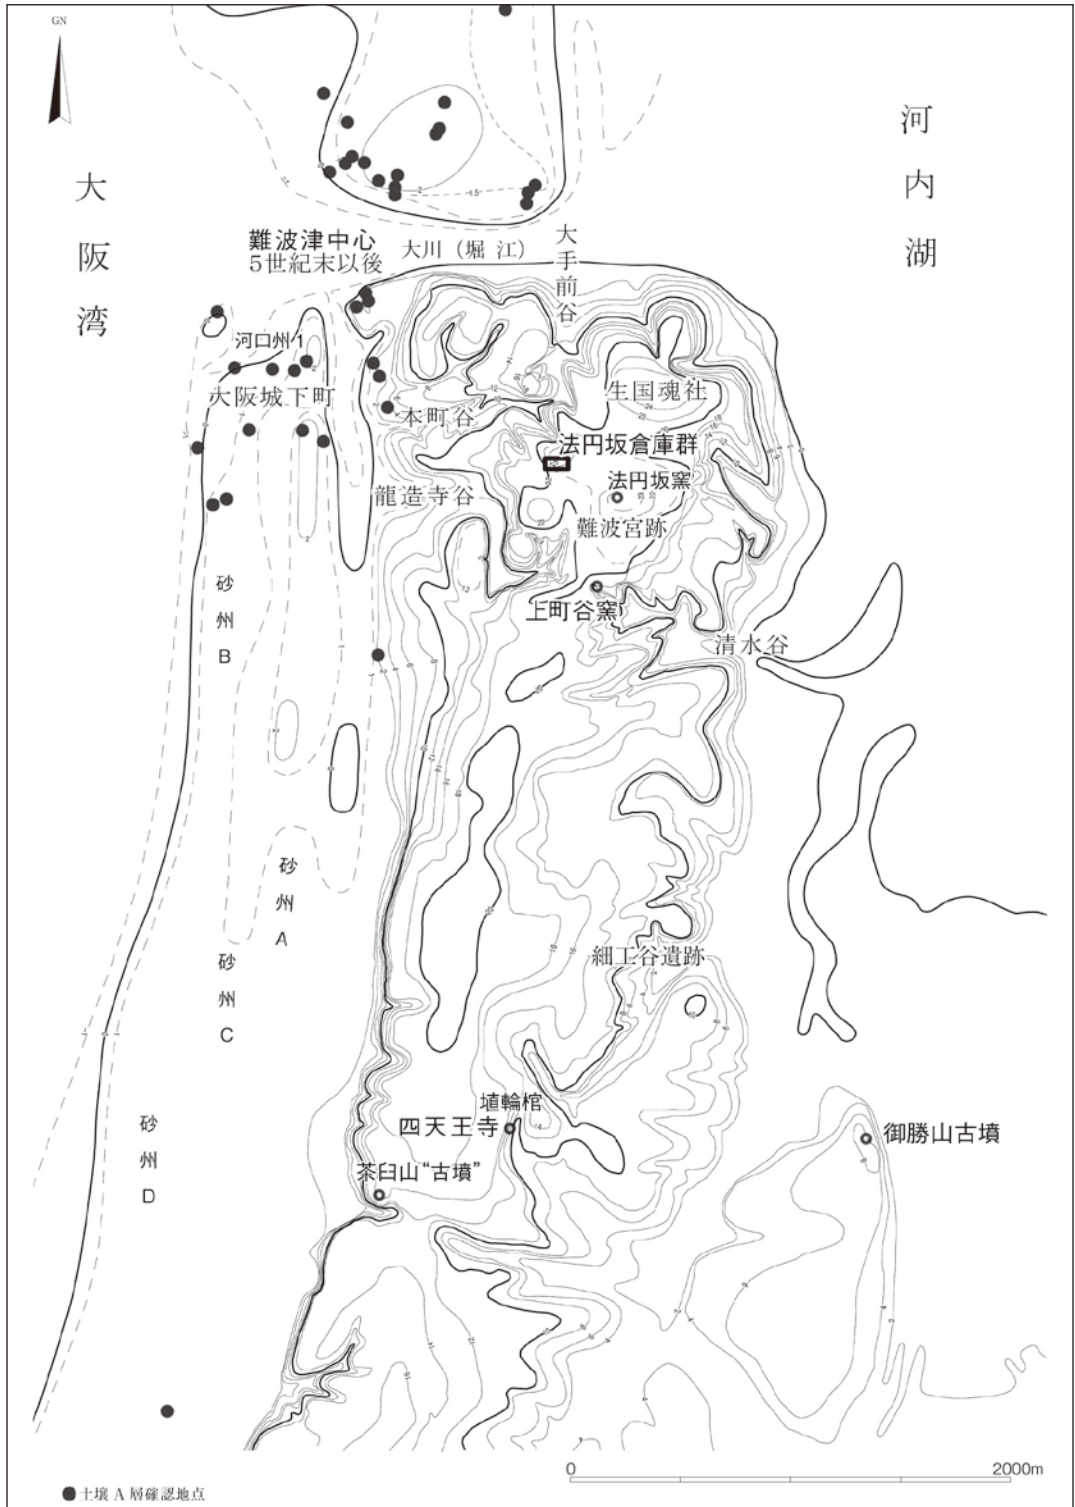 GN
河内湖
大阪湾
難波津中心
5世紀末以後
大川（堀 江）
大手前谷
河口州1
大阪城下町
本町谷
生国魂社
法円坂倉庫群
法円坂窯
龍造寺谷
難波宮跡
上町谷窯
清水谷
砂州B
砂州A
砂州C
細工谷遺跡
埴輪棺
四天王寺
御勝山古墳
砂州D
茶臼山“古墳”
0
2000m
●土壌 A 層確認地点